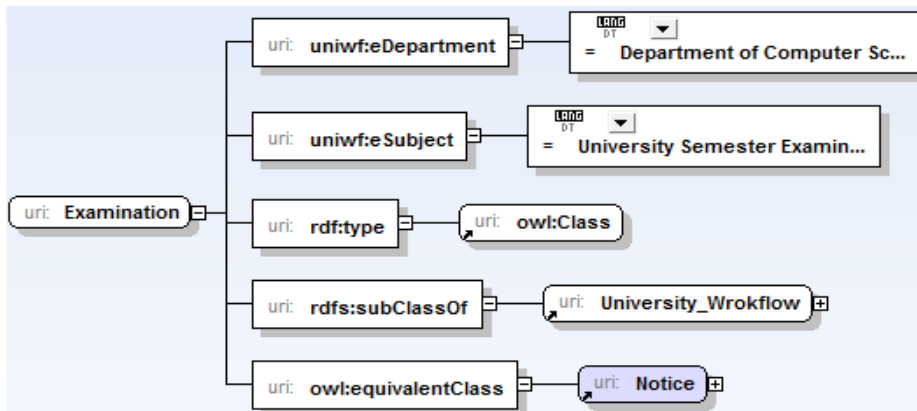 uri: uniwf:eDepartment
LANG
DT
= Department of Computer Sc...
uri: uniwf:eSubject
LANG
DT
= University Semester Examin...
uri: Examination
uri: rdf:type
uri: owl:Class
uri: rdfs:subClassOf
uri: University_Wrokflow
uri: owl:equivalentClass
uri: Notice